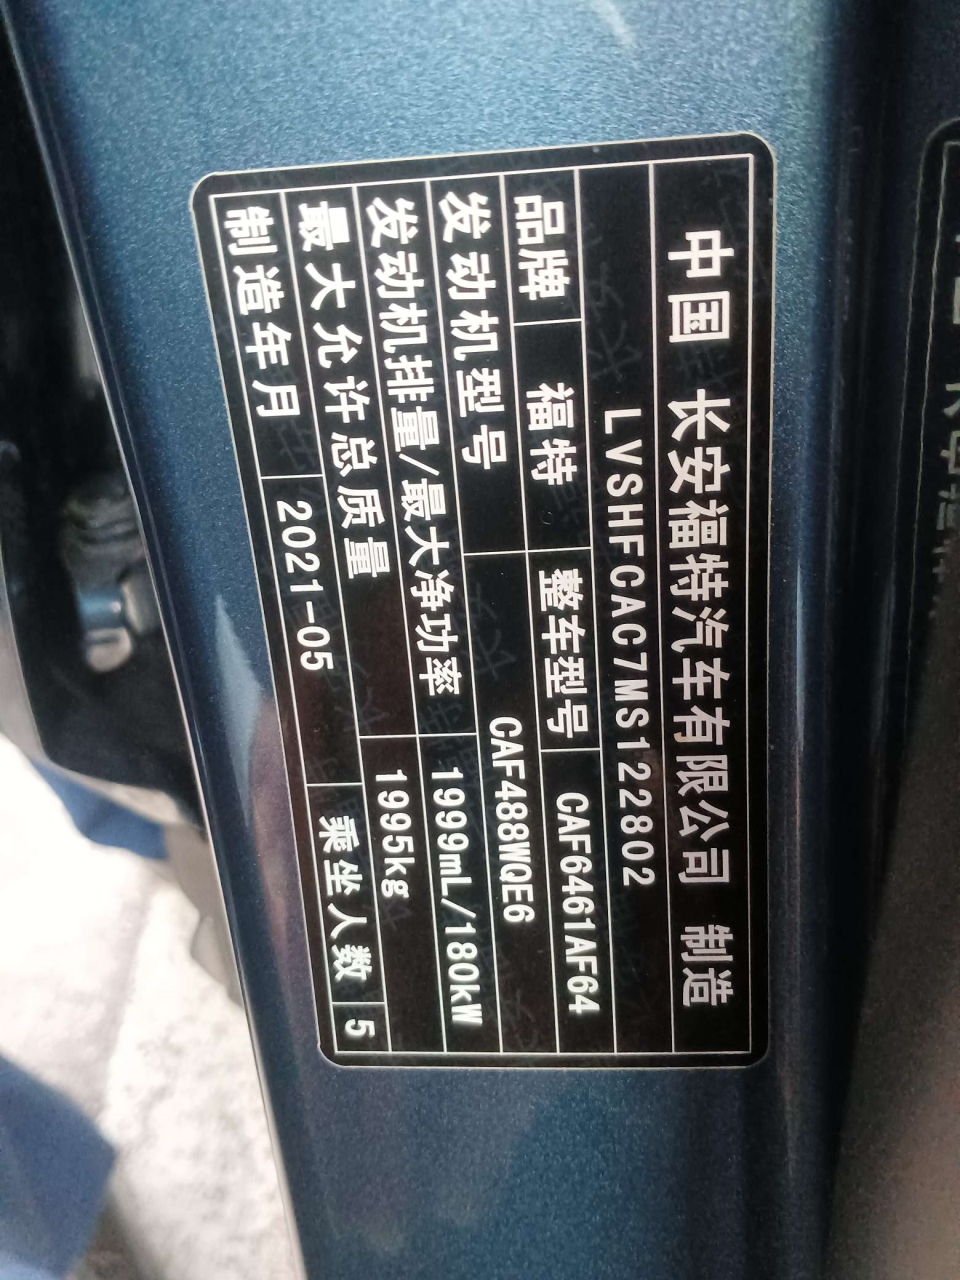 中国 长安福特汽车有限公司 制造
LVSHFCAC7MS122802
品牌 福特 整车型号 CAF6461AF64
发动机型号 CAF488WQE6
发动机排量/最大净功率 1999mL/180kW
最大允许总质量 1995kg
制造年月 2021-05 乘坐人数 5